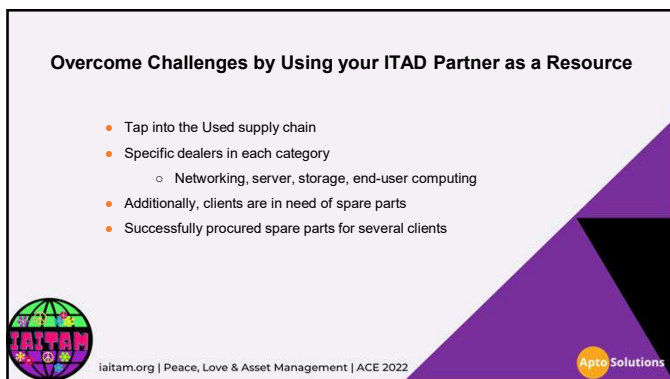 Overcome Challenges by Using your ITAD Partner as a Resource
● Tap into the Used supply chain
● Specific dealers in each category
○ Networking, server, storage, end-user computing
● Additionally, clients are in need of spare parts
● Successfully procured spare parts for several clients
IAITAM
iaitam.org | Peace, Love & Asset Management | ACE 2022
Apto Solutions